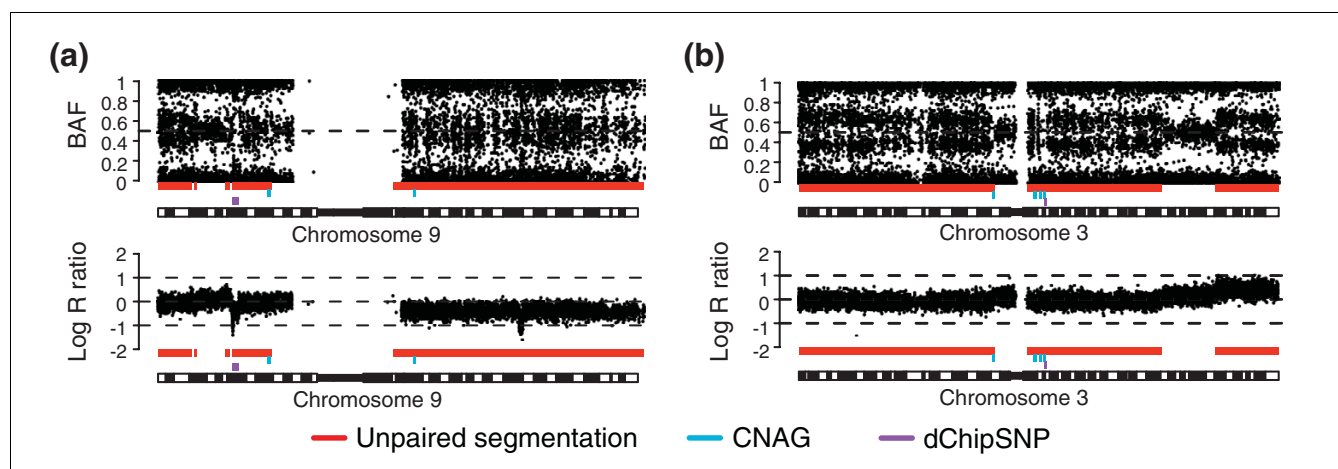 (a)
BAF
1
0.8
0.6
0.4
0.2
0
Chromosome 9
Log R ratio
2
1
0
-1
-2
Chromosome 9
(b)
BAF
1
0.8
0.6
0.4
0.2
0
Chromosome 3
Log R ratio
2
1
0
-1
-2
Chromosome 3
Unpaired segmentation CNAG dChipSNP